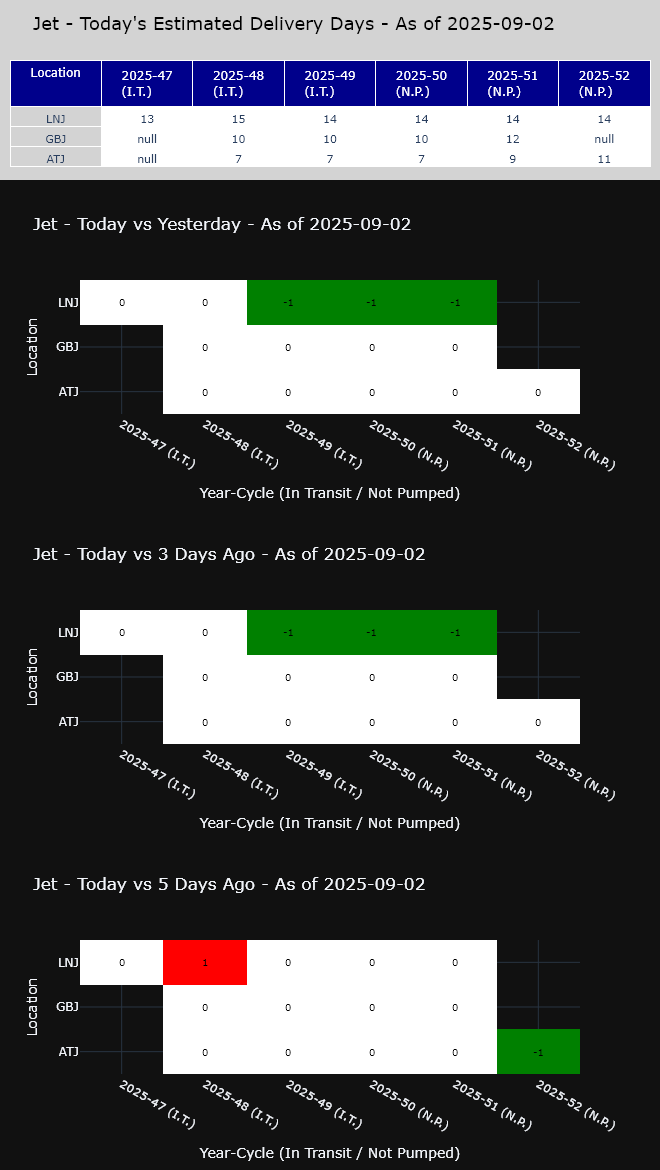 Jet - Today's Estimated Delivery Days - As of 2025-09-02
Location 2025-47 (I.T.) 2025-48 (I.T.) 2025-49 (I.T.) 2025-50 (N.P.) 2025-51 (N.P.) 2025-52 (N.P.)
LNJ 13 15 14 14 14 14
GBJ null 10 10 10 12 null
ATJ null 7 7 7 9 11
Jet - Today vs Yesterday - As of 2025-09-02
LNJ 0 0 -1 -1 -1
GBJ 0 0 0 0
ATJ 0 0 0 0 0
Location
2025-47 (I.T.) 2025-48 (I.T.) 2025-49 (I.T.) 2025-50 (N.P.) 2025-51 (N.P.) 2025-52 (N.P.)
Year-Cycle (In Transit / Not Pumped)
Jet - Today vs 3 Days Ago - As of 2025-09-02
LNJ 0 0 -1 -1 -1
GBJ 0 0 0 0
ATJ 0 0 0 0 0
Location
2025-47 (I.T.) 2025-48 (I.T.) 2025-49 (I.T.) 2025-50 (N.P.) 2025-51 (N.P.) 2025-52 (N.P.)
Year-Cycle (In Transit / Not Pumped)
Jet - Today vs 5 Days Ago - As of 2025-09-02
LNJ 0 1 0 0 0
GBJ 0 0 0 0
ATJ 0 0 0 0 -1
Location
2025-47 (I.T.) 2025-48 (I.T.) 2025-49 (I.T.) 2025-50 (N.P.) 2025-51 (N.P.) 2025-52 (N.P.)
Year-Cycle (In Transit / Not Pumped)